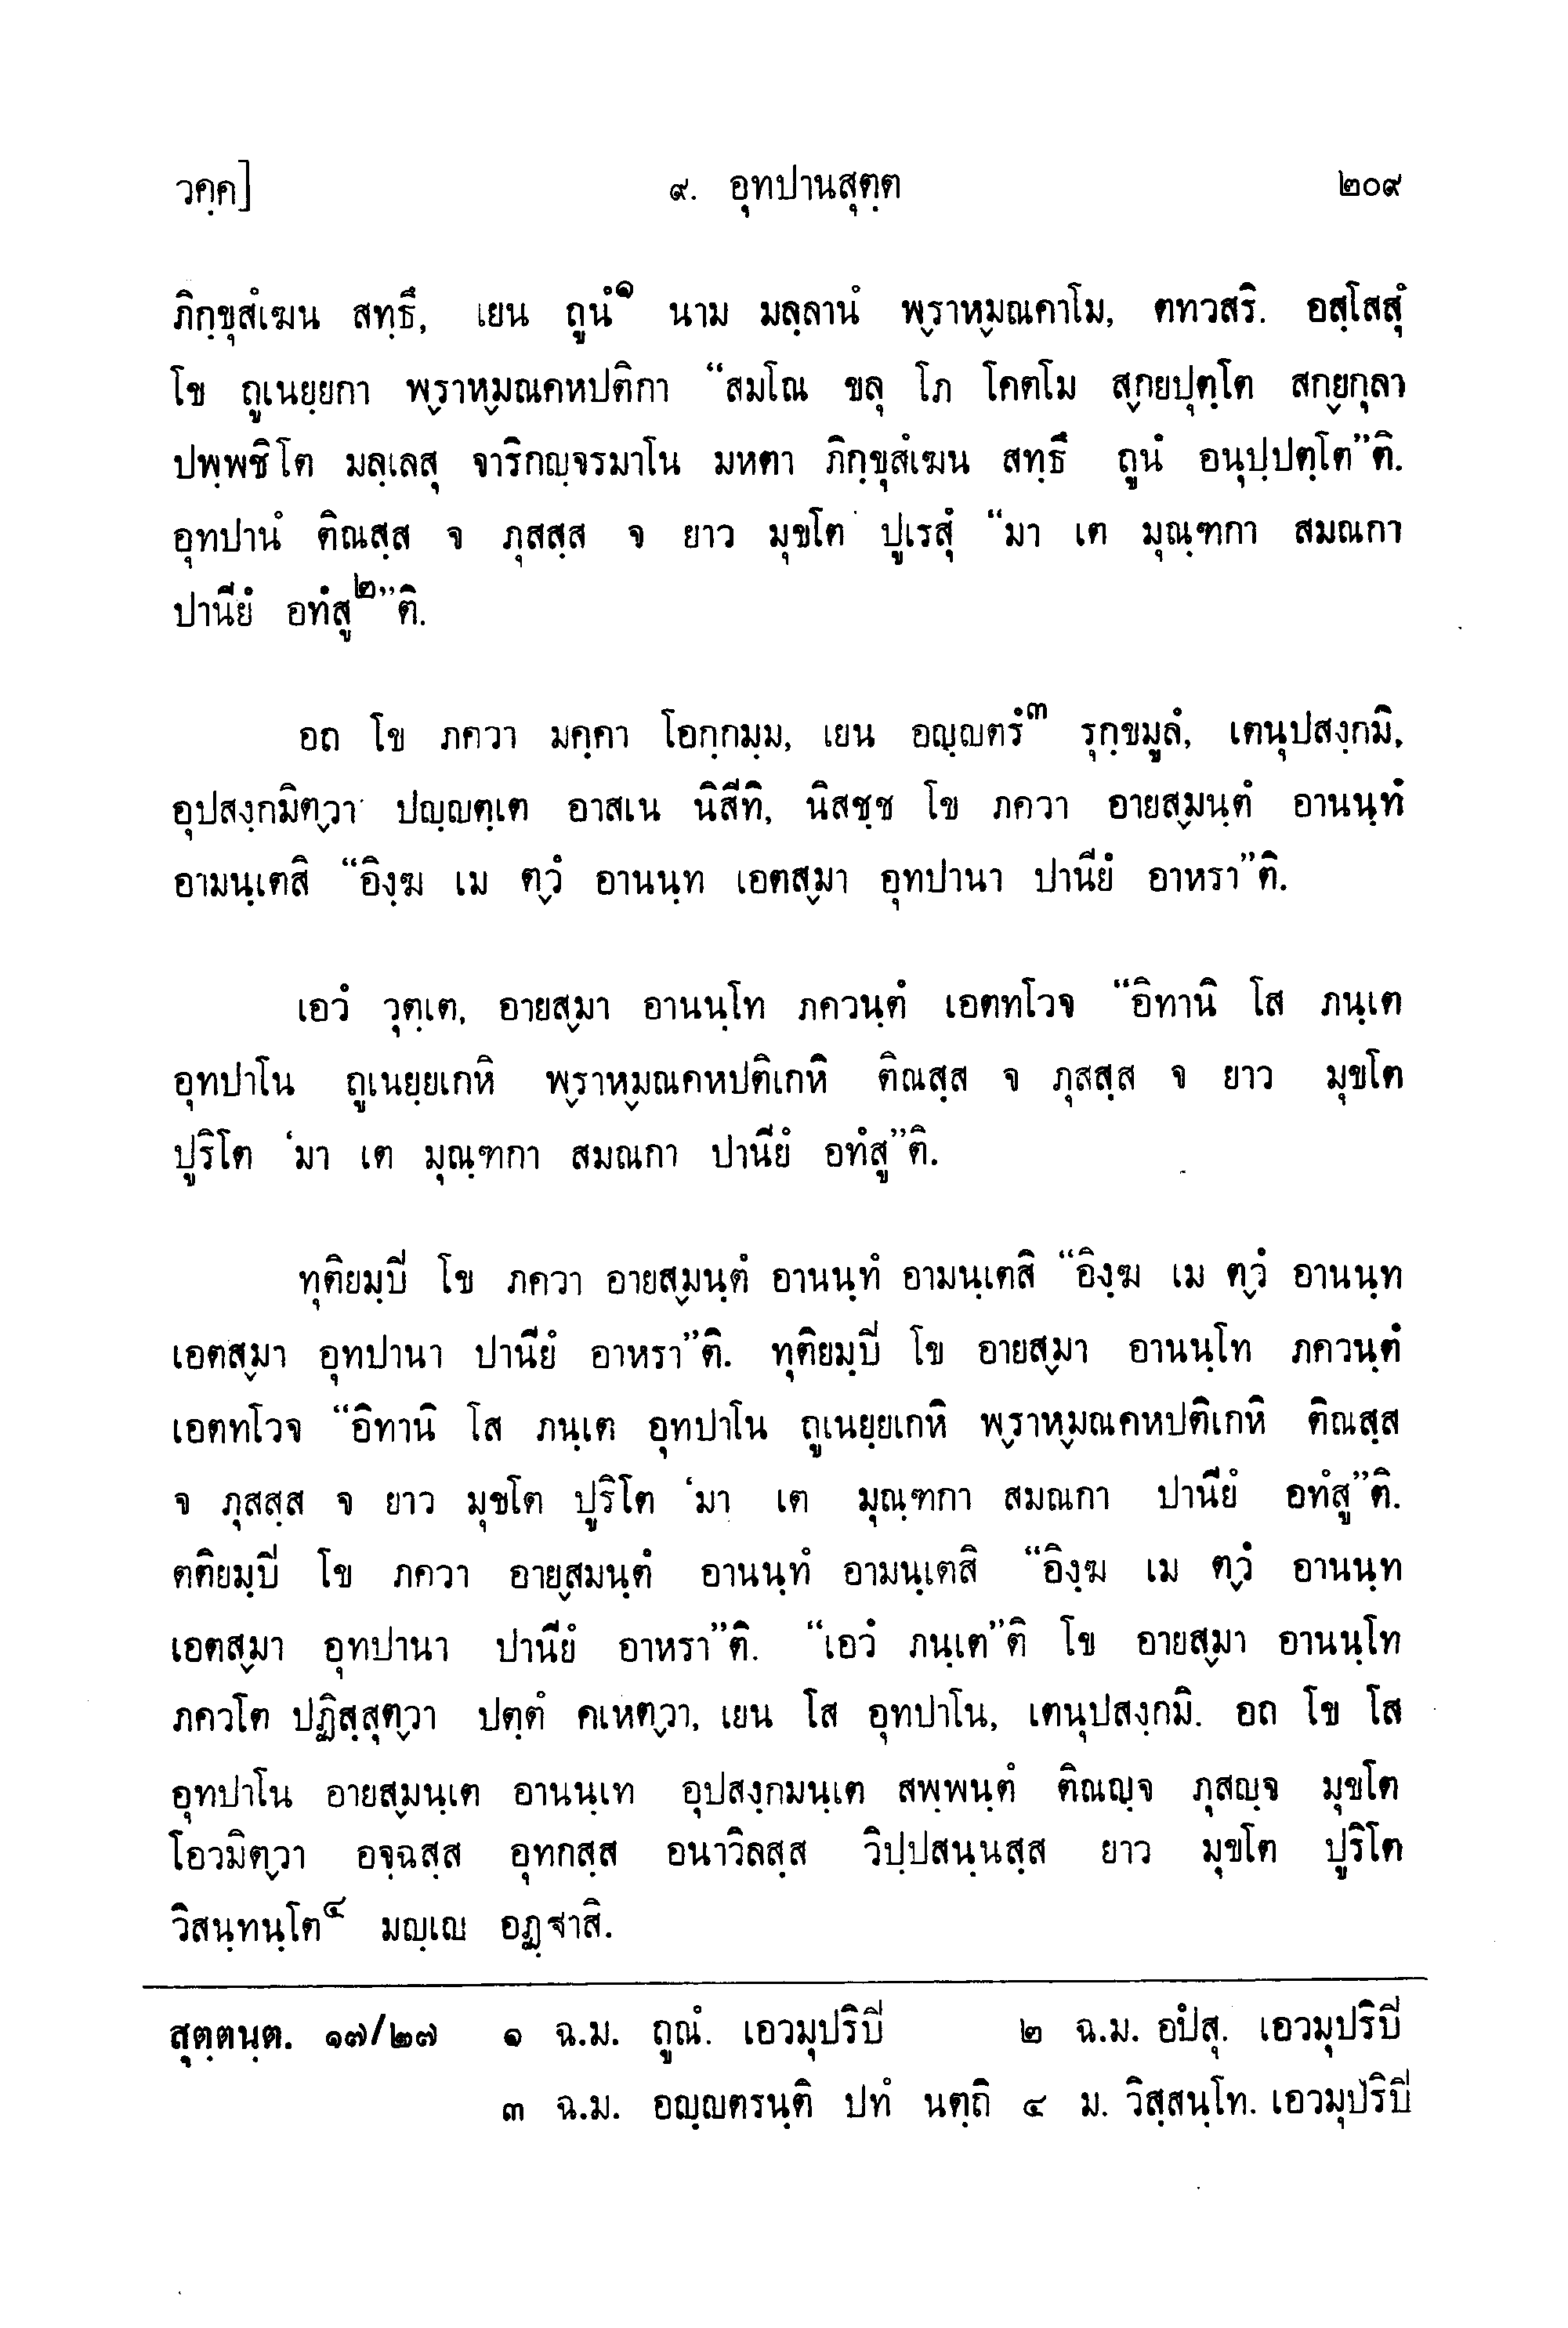 วคฺค] ๙. อุทปานสุตฺต ๒๐๙
ภิกฺขุสํเฆน สทฺธึ, เยน ถูนํ๑ นาม มลฺลานํ พฺราหฺมณคาโม, ตทวสริ. อสฺโสสุํ
โข ถูเนยฺยกา พฺราหฺมณคหปติกา “สมโณ ขลุ โภ โคตโม สฺกยปุตฺโต สกฺยกุลา
ปพฺพชิโต มลฺเลสุ จาริกญฺจรมาโน มหตา ภิกฺขุสํเฆน สทฺธึ ถูนํ อนุปฺปตฺโต”ติ.
อุทปานํ ติณสฺส จ ภุสสฺส จ ยาว มุขโต ปูเรสุํ “มา เต มุณฺฑกา สมณกา
ปานียํ อทํสู๒”ติ.
อถ โข ภควา มคฺคา โอกฺกมฺม, เยน อญฺญตรํ๓ รุกฺขมูลํ, เตนุปสงฺกมิ,
อุปสงฺกมิตฺวา ปญฺญตฺเต อาสเน นิสีทิ, นิสชฺช โข ภควา อายสฺมนฺตํ อานนฺทํ
อามนฺเตสิ “อิงฺฆ เม ตฺวํ อานนฺท เอตสฺมา อุทปานา ปานียํ อาหรา”ติ.
เอวํ วุตฺเต, อายสฺมา อานนฺโท ภควนฺตํ เอตทโวจ “อิทานิ โส ภนฺเต
อุทปาโน ถูเนยฺยเกหิ พฺราหฺมณคหปติเกหิ ติณสฺส จ ภุสสฺส จ ยาว มุขโต
ปูริโต ‘มา เต มุณฺฑกา สมณกา ปานียํ อทํสู”ติ.
ทุติยมฺปิ โข ภควา อายสฺมนฺตํ อานนฺทํ อามนฺเตสิ “อิงฺฆ เม ตฺวํ อานนฺท
เอตสฺมา อุทปานา ปานียํ อาหรา”ติ. ทุติยมฺปิ โข อายสฺมา อานนฺโท ภควนฺตํ
เอตทโวจ “อิทานิ โส ภนฺเต อุทปาโน ถูเนยฺยเกหิ พฺราหฺมณคหปติเกหิ ติณสฺส
จ ภุสสฺส จ ยาว มุขโต ปูริโต ‘มา เต มุณฺฑกา สมณกา ปานียํ อทํสู”ติ.
ตติยมฺปิ โข ภควา อายฺสมนฺตํ อานนฺทํ อามนฺเตสิ “อิงฺฆ เม ตฺวํ อานนฺท
เอตสฺมา อุทปานา ปานียํ อาหรา”ติ. “เอวํ ภนฺเต”ติ โข อายสฺมา อานนฺโท
ภควโต ปฏิสฺสุตฺวา ปตฺตํ คเหตฺวา, เยน โส อุทปาโน, เตนุปสงฺกมิ. อถ โข โส
อุทปาโน อายสฺมนฺเต อานนฺเท อุปสงฺกมนฺเต สพฺพนฺตํ ติณญฺจ ภุสญฺจ มุขโต
โอวมิตฺวา อจฺฉสฺส อุทกสฺส อนาวิลสฺส วิปฺปสนฺนสฺส ยาว มุขโต ปูริโต
วิสนฺทนฺโต๔ มญฺเญ อฏฺฐาสิ.
สุตฺตนฺต. ๑๗/๒๗ ๑ ฉ.ม. ถูณํ. เอวมุปริปิ ๒ ฉ.ม. อปํสุ. เอวมุปริปิ
๓ ฉ.ม. อญฺญตรนฺติ ปทํ นตฺถิ ๔ ม. วิสฺสนฺโท. เอวมุปริปิ